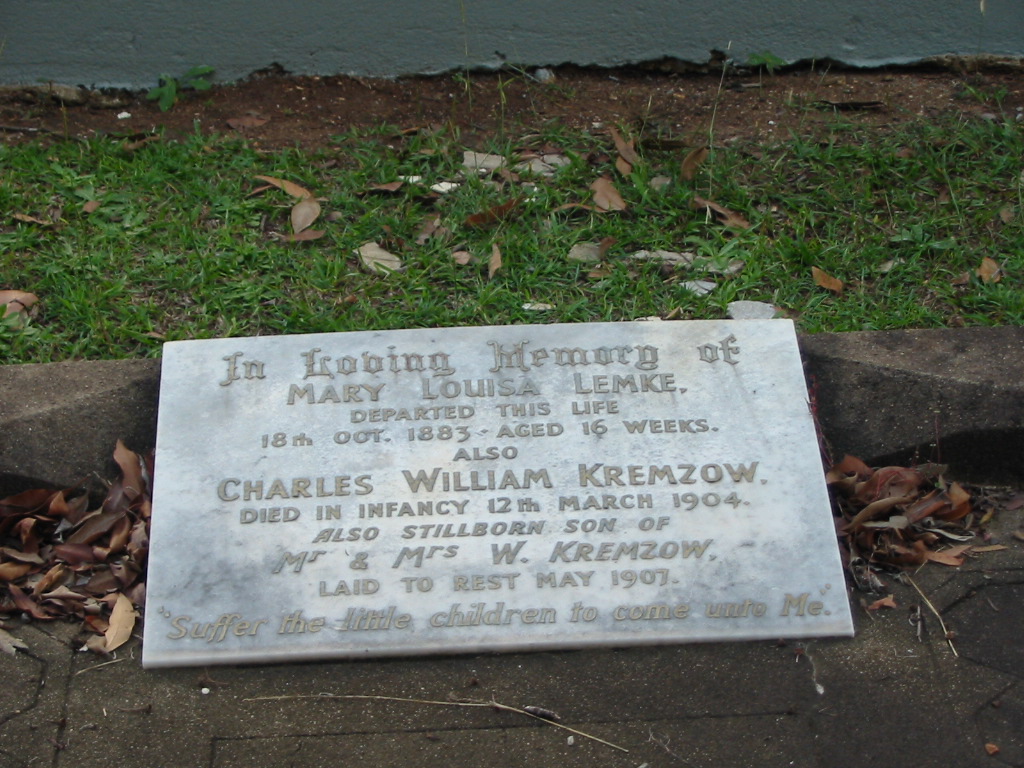 In Loving Memory of
MARY LOUISA LEMKE.
DEPARTED THIS LIFE
18th OCT. 1883 - AGED 16 WEEKS.
ALSO
CHARLES WILLIAM KREMZOW.
DIED IN INFANCY 12th MARCH 1904.
ALSO STILLBORN SON OF
Mr & Mrs W. KREMZOW,
LAID TO REST MAY 1907.
"Suffer the little children to come unto Me."